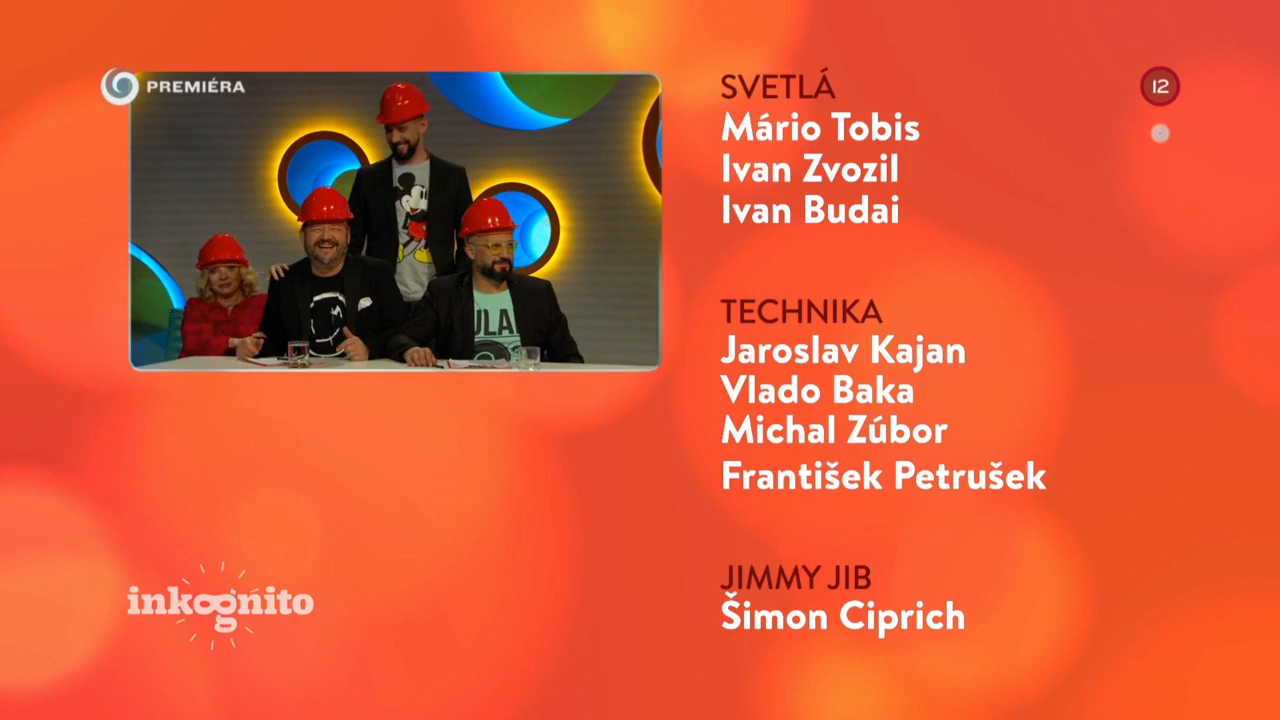 PREMIÉRA
SVETLÁ
Mário Tobis
Ivan Zvozil
Ivan Budai
TECHNIKA
Jaroslav Kajan
Vlado Baka
Michal Zúbor
František Petrušek
JIMMY JIB
Šimon Ciprich
inkognito
12